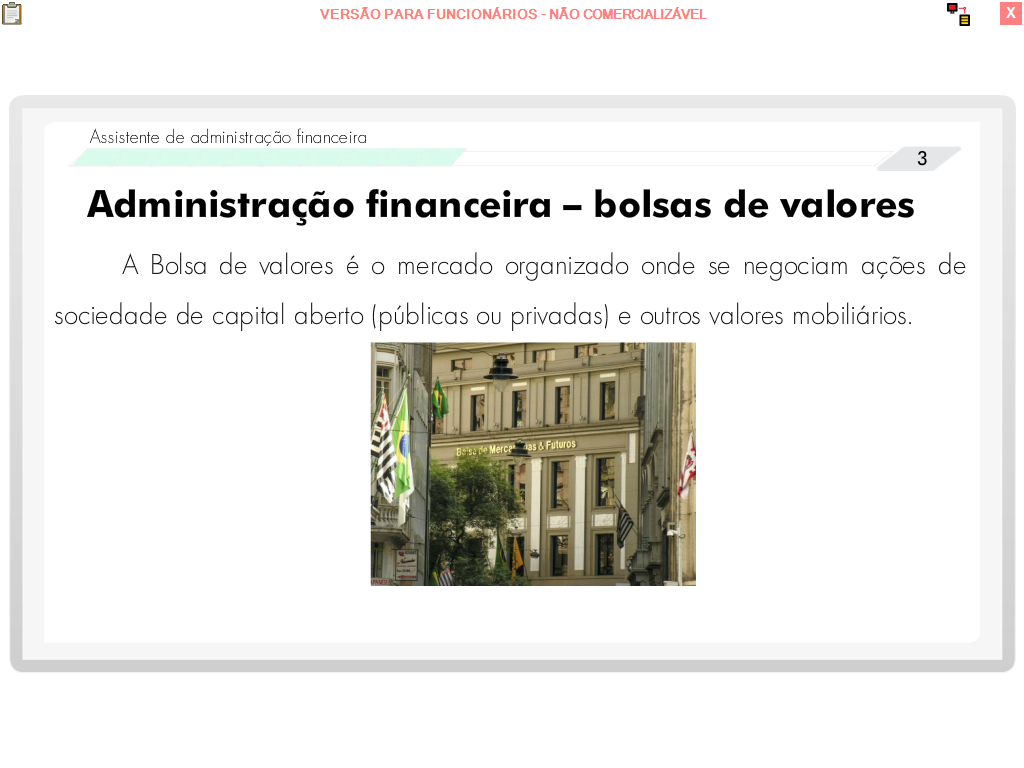 VERSÃO PARA FUNCIONÁRIOS - NÃO COMERCIALIZÁVEL
X
Assistente de administração financeira
3
Administração financeira – bolsas de valores
A Bolsa de valores é o mercado organizado onde se negociam ações de
sociedade de capital aberto (públicas ou privadas) e outros valores mobiliários.
Bolsa de Mercadorias & Futuros